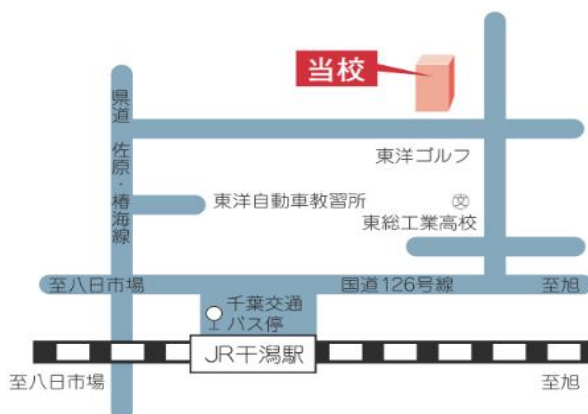 当校
県道 佐原・椿海線
東洋ゴルフ
東洋自動車教習所
文
東総工業高校
至八日市場
国道126号線
至旭
千葉交通
バス停
JR干潟駅
至八日市場
至旭